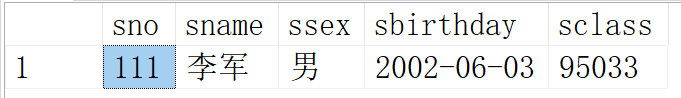 sno sname ssex sbirthday sclass
1 111 李军 男 2002-06-03 95033